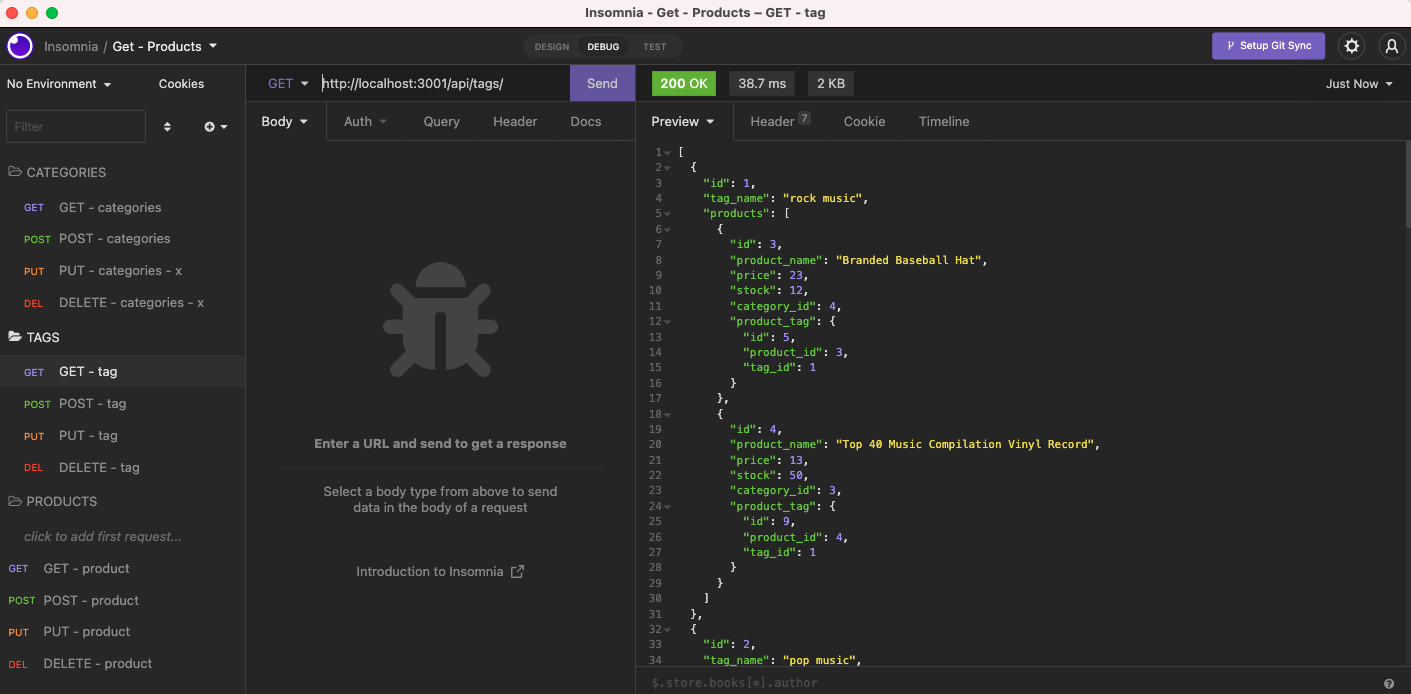 Insomnia - Get - Products – GET - tag
Insomnia / Get - Products
DESIGN DEBUG TEST
Setup Git Sync
No Environment Cookies
GET http://localhost:3001/api/tags/ Send
200 OK 38.7 ms 2 KB Just Now
Filter
Body Auth Query Header Docs
Preview Header 7 Cookie Timeline
CATEGORIES
GET GET - categories
POST POST - categories
PUT PUT - categories - x
DEL DELETE - categories - x
TAGS
GET GET - tag
POST POST - tag
PUT PUT - tag
DEL DELETE - tag
PRODUCTS
click to add first request...
GET GET - product
POST POST - product
PUT PUT - product
DEL DELETE - product
Enter a URL and send to get a response
Select a body type from above to send
data in the body of a request
Introduction to Insomnia
1 [
2 {
3 "id": 1,
4 "tag_name": "rock music",
5 "products": [
6 {
7 "id": 3,
8 "product_name": "Branded Baseball Hat",
9 "price": 23,
10 "stock": 12,
11 "category_id": 4,
12 "product_tag": {
13 "id": 5,
14 "product_id": 3,
15 "tag_id": 1
16 }
17 },
18 {
19 "id": 4,
20 "product_name": "Top 40 Music Compilation Vinyl Record",
21 "price": 13,
22 "stock": 50,
23 "category_id": 3,
24 "product_tag": {
25 "id": 9,
26 "product_id": 4,
27 "tag_id": 1
28 }
29 }
30 ]
31 },
32 {
33 "id": 2,
34 "tag_name": "pop music",
$.store.books[*].author